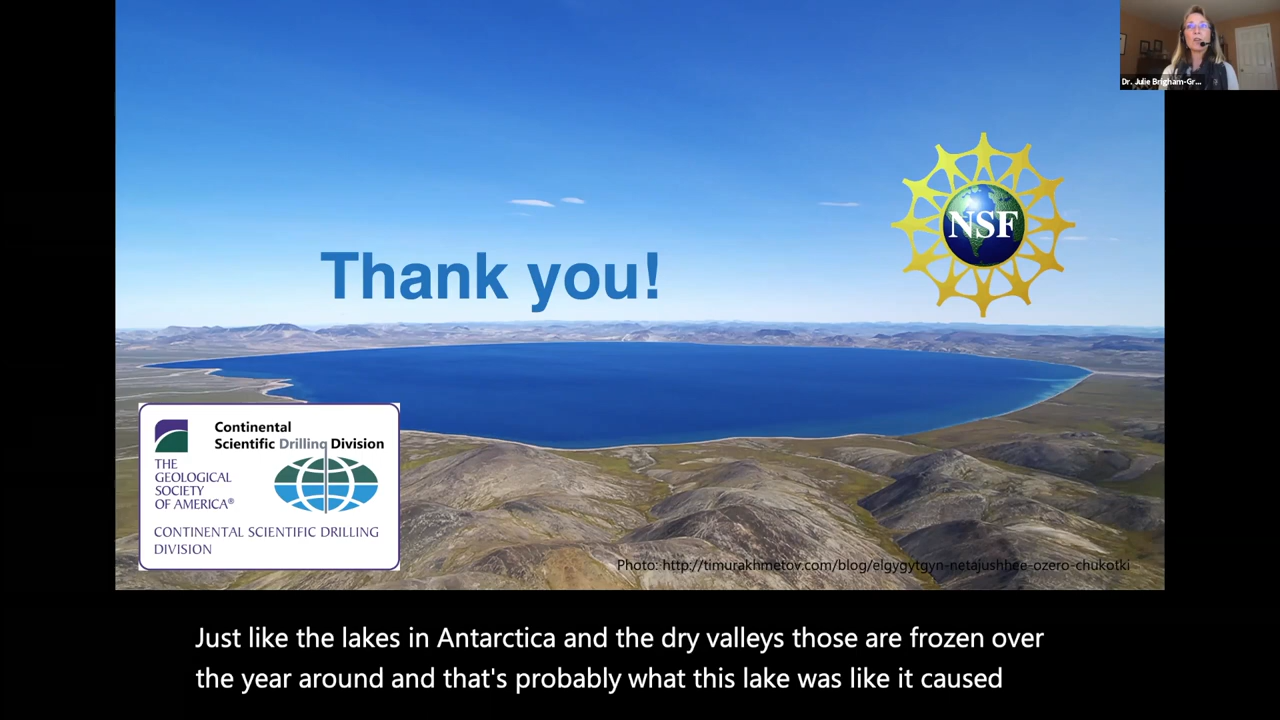 Dr. Julie Brigham-Gr...
NSF
Thank you!
Continental
Scientific Drilling Division
THE
GEOLOGICAL
SOCIETY
OF AMERICA®
CONTINENTAL SCIENTIFIC DRILLING
DIVISION
Photo: http://timurakhmetov.com/blog/elgygytgyn-netajushhee-ozero-chukotki
Just like the lakes in Antarctica and the dry valleys those are frozen over
the year around and that's probably what this lake was like it caused